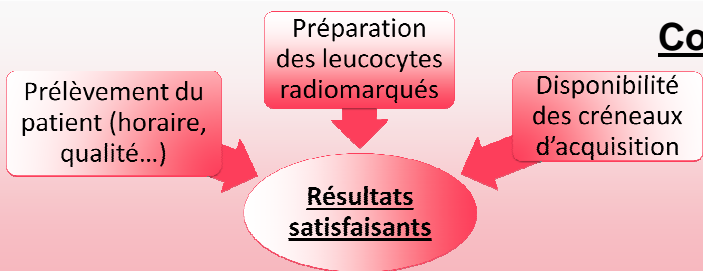 Préparation
des leucocytes
radiomarqués
Co
Prélèvement du
patient (horaire,
qualité…)
Disponibilité
des créneaux
d’acquisition
Résultats
satisfaisants